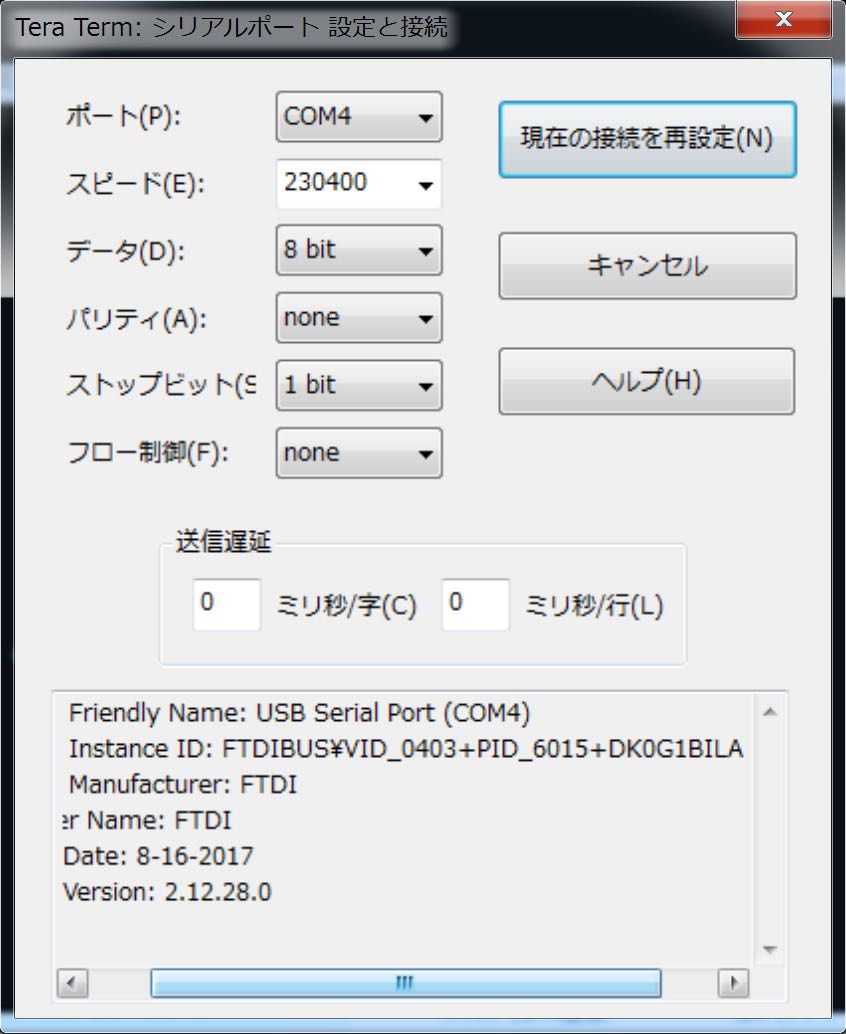 Tera Term: シリアルポート 設定と接続
ポート(P): COM4
現在の接続を再設定(N)
スピード(E): 230400
データ(D): 8 bit
キャンセル
パリティ(A): none
ストップビット(S 1 bit
ヘルプ(H)
フロー制御(F): none
送信遅延
0 ミリ秒/字(C) 0 ミリ秒/行(L)
Friendly Name: USB Serial Port (COM4)
Instance ID: FTDIBUS¥VID_0403+PID_6015+DK0G1BILA
Manufacturer: FTDI
er Name: FTDI
Date: 8-16-2017
Version: 2.12.28.0